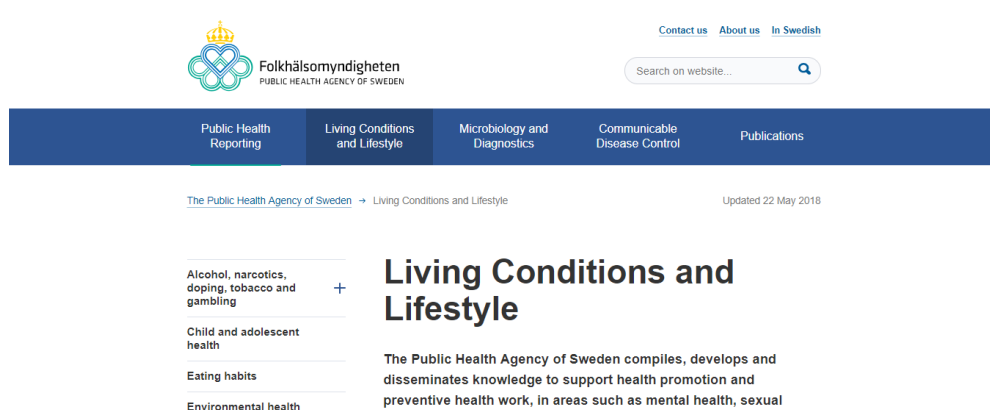 Contact us About us In Swedish
Folkhälsomyndigheten
PUBLIC HEALTH AGENCY OF SWEDEN
Search on website...
Public Health
Reporting
Living Conditions
and Lifestyle
Microbiology and
Diagnostics
Communicable
Disease Control
Publications
The Public Health Agency of Sweden → Living Conditions and Lifestyle
Updated 22 May 2018
Alcohol, narcotics,
doping, tobacco and
gambling +
Child and adolescent
health
Eating habits
Environmental health
Living Conditions and
Lifestyle
The Public Health Agency of Sweden compiles, develops and
disseminates knowledge to support health promotion and
preventive health work, in areas such as mental health, sexual